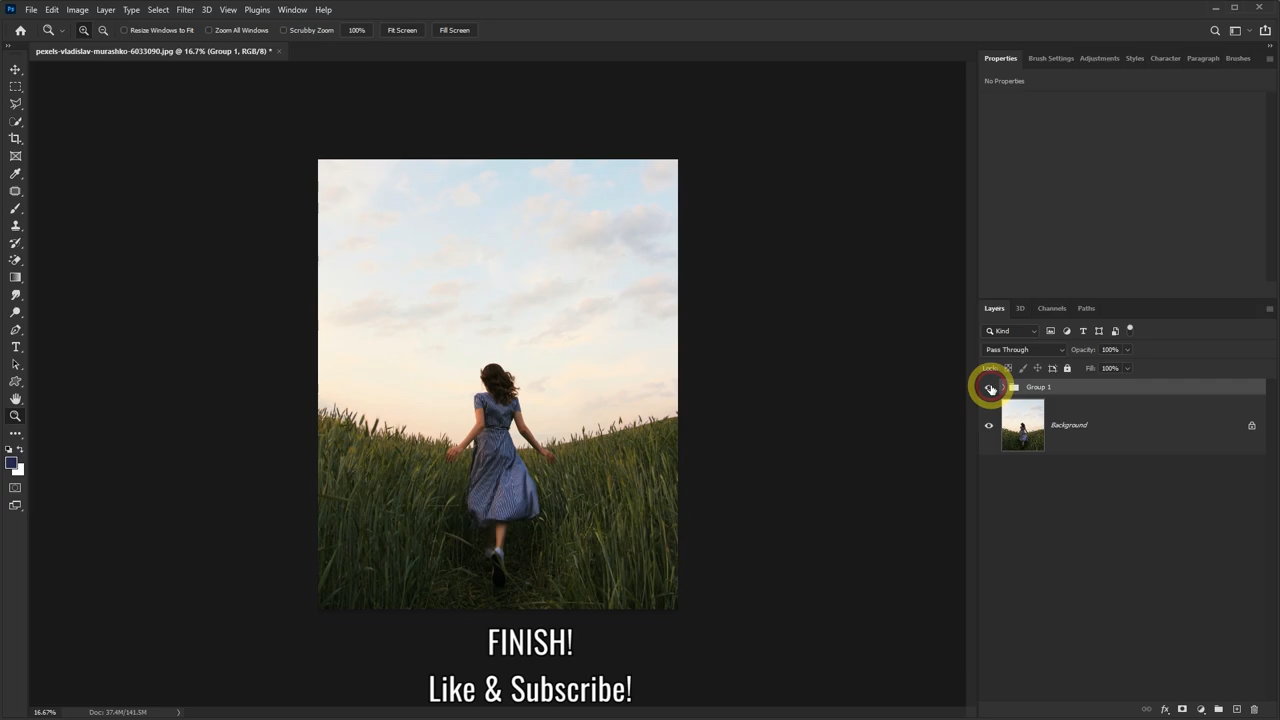 Ps File Edit Image Layer Type Select Filter 3D View Plugins Window Help
Resize Windows to Fit Zoom All Windows Scrubby Zoom 100% Fit Screen Fill Screen
pexels-vladislav-murashko-6033090.jpg @ 16.7% (Group 1, RGB/8) *
Properties Brush Settings Adjustments Styles Character Paragraph Brushes
No Properties
Layers 3D Channels Paths
Kind
Pass Through Opacity: 100%
Lock: Fill: 100%
Group 1
Background
FINISH!
Like & Subscribe!
16.67% Doc: 37.4M/141.5M